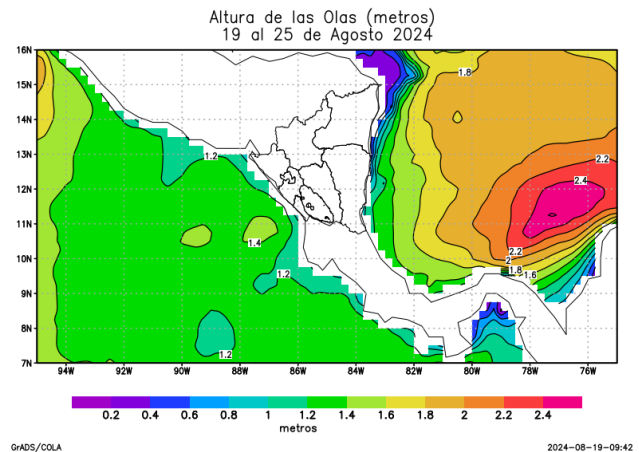 Altura de las Olas (metros)
19 al 25 de Agosto 2024
16N
1.8
15N
14N
13N
1.2
2.2
12N
2.4
11N
1.4
10N
2.2
2
1.8
1.6
9N
1.2
8N
1.2
7N
94W 92W 90W 88W 86W 84W 82W 80W 78W 76W
0.2 0.4 0.6 0.8 1 1.2 1.4 1.6 1.8 2 2.2 2.4
metros
GrADS/COLA 2024-08-19-09:42